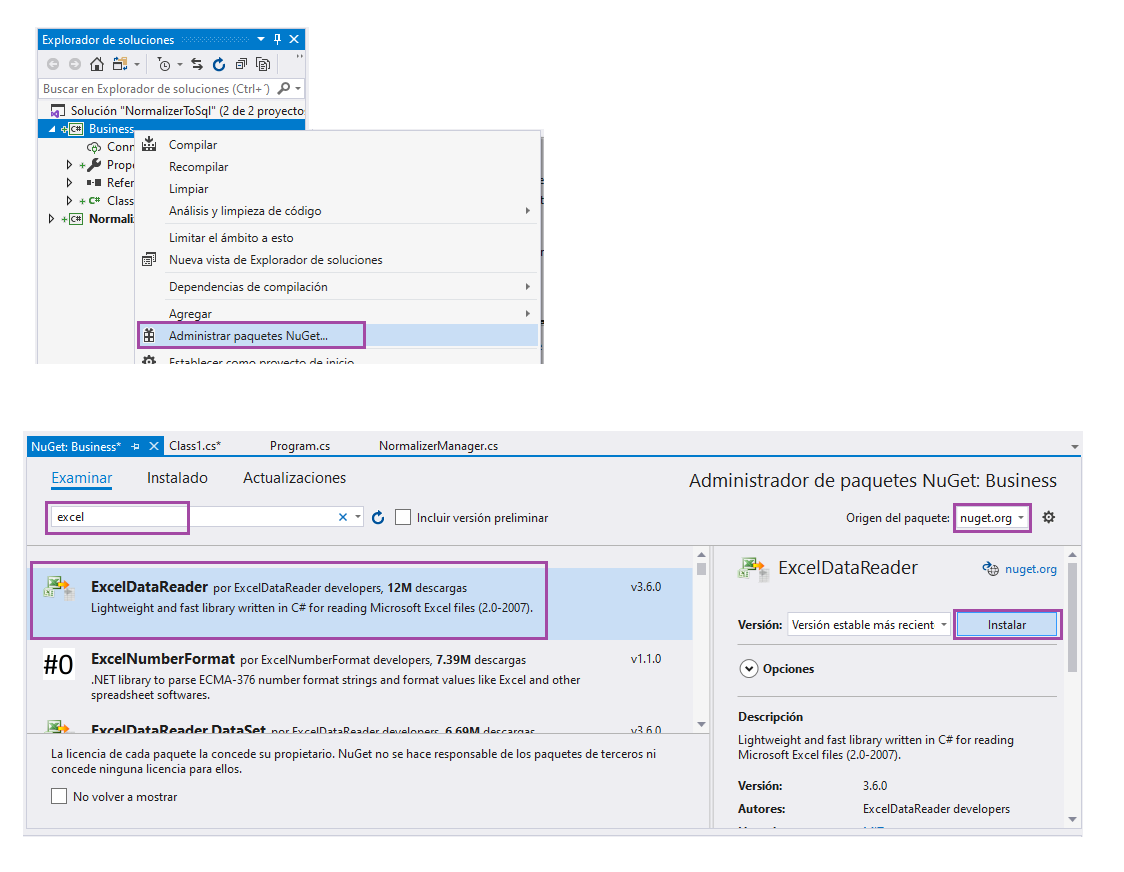 Explorador de soluciones
Buscar en Explorador de soluciones (Ctrl+´)
Solución "NormalizerToSql" (2 de 2 proyecto
C# Business
Conn
Prope
Refer
C# Class
C# Normali
Compilar
Recompilar
Limpiar
Análisis y limpieza de código
Limitar el ámbito a esto
Nueva vista de Explorador de soluciones
Dependencias de compilación
Agregar
Administrar paquetes NuGet...
Establecer como proyecto de inicio
NuGet: Business* Class1.cs* Program.cs NormalizerManager.cs
Examinar Instalado Actualizaciones
Administrador de paquetes NuGet: Business
excel
Incluir versión preliminar
Origen del paquete: nuget.org
ExcelDataReader por ExcelDataReader developers, 12M descargas v3.6.0
Lightweight and fast library written in C# for reading Microsoft Excel files (2.0-2007).
#0
ExcelNumberFormat por ExcelNumberFormat developers, 7.39M descargas v1.1.0
.NET library to parse ECMA-376 number format strings and format values like Excel and other
spreadsheet softwares.
ExcelDataReader.DataSet por ExcelDataReader developers, 6.69M descargas v3.6.0
La licencia de cada paquete la concede su propietario. NuGet no se hace responsable de los paquetes de terceros ni
concede ninguna licencia para ellos.
No volver a mostrar
ExcelDataReader nuget.org
Versión: Versión estable más recient Instalar
Opciones
Descripción
Lightweight and fast library written in C# for reading
Microsoft Excel files (2.0-2007).
Versión: 3.6.0
Autores: ExcelDataReader developers